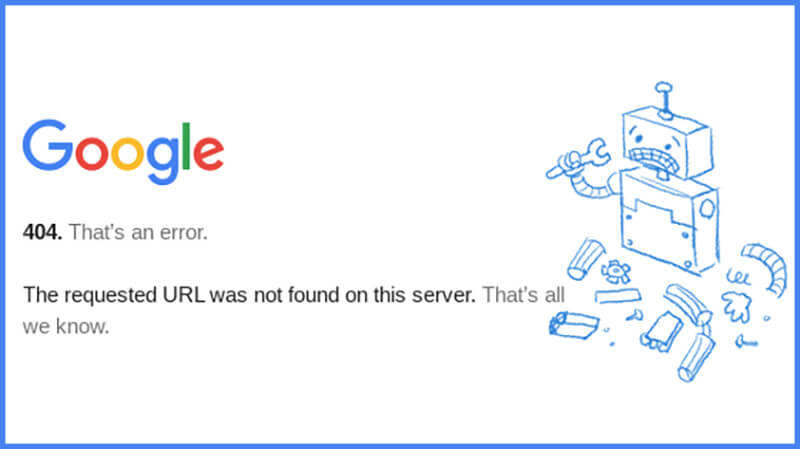 Google
404. That's an error.
The requested URL was not found on this server. That's all
we know.